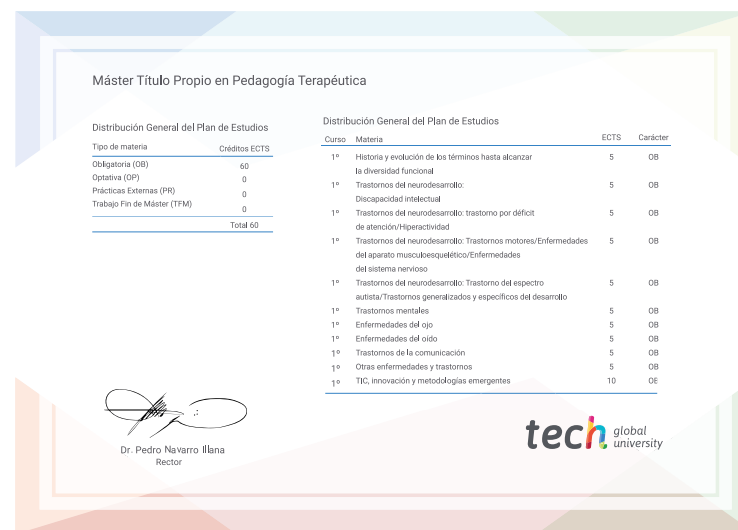 Máster Título Propio en Pedagogía Terapéutica
Distribución General del Plan de Estudios
Tipo de materia Créditos ECTS
Obligatoria (OB) 60
Optativa (OP) 0
Prácticas Externas (PR) 0
Trabajo Fin de Máster (TFM) 0
Total 60
Distribución General del Plan de Estudios
Curso Materia ECTS Carácter
1º Historia y evolución de los términos hasta alcanzar 5 OB
la diversidad funcional
1º Trastornos del neurodesarrollo: 5 OB
Discapacidad intelectual
1º Trastornos del neurodesarrollo: trastorno por déficit 5 OB
de atención/Hiperactividad
1º Trastornos del neurodesarrollo: Trastornos motores/Enfermedades 5 OB
del aparato musculoesquelético/Enfermedades
del sistema nervioso
1º Trastornos del neurodesarrollo: Trastorno del espectro 5 OB
autista/Trastornos generalizados y específicos del desarrollo
1º Trastornos mentales 5 OB
1º Enfermedades del ojo 5 OB
1º Enfermedades del oído 5 OB
1º Trastornos de la comunicación 5 OB
1º Otras enfermedades y trastornos 5 OB
1º TIC, innovación y metodologías emergentes 10 OE
Dr. Pedro Navarro Illana
Rector
tech global
university